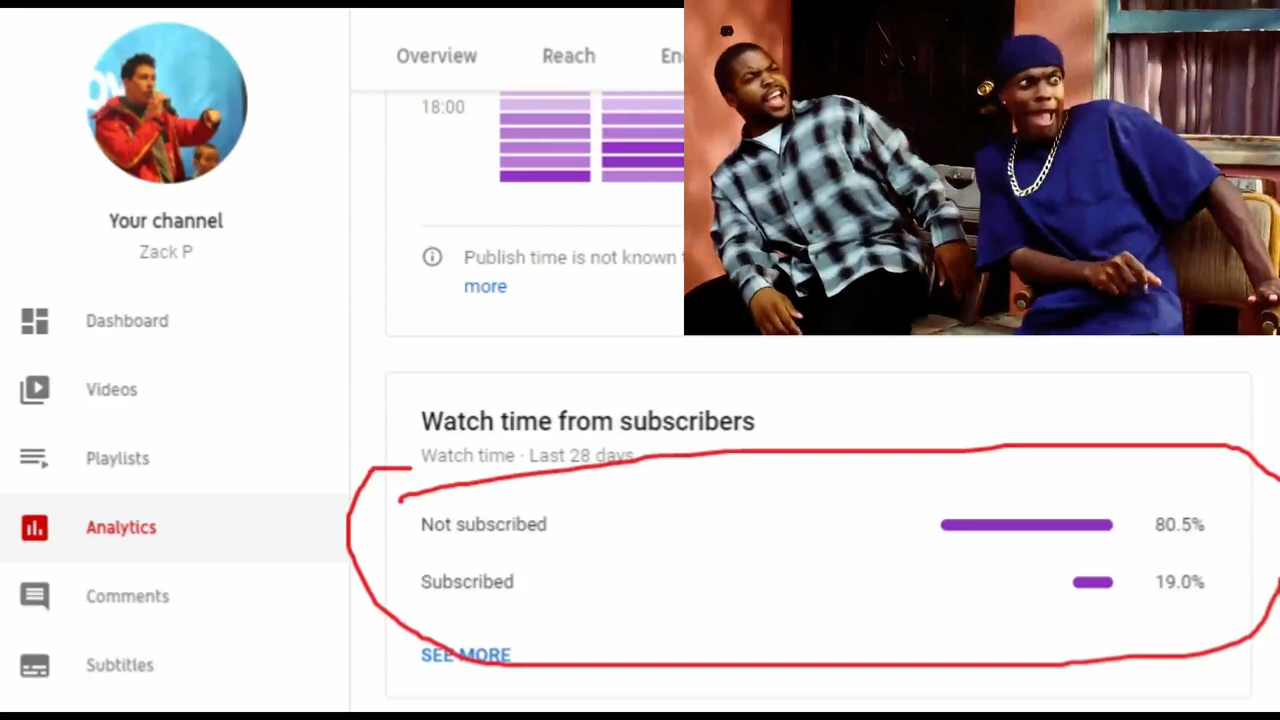 Your channel
Zack P
Dashboard
Videos
Playlists
Analytics
Comments
Subtitles
Overview Reach
18:00
Publish time is not known
more
Watch time from subscribers
Watch time · Last 28 days
Not subscribed 80.5%
Subscribed 19.0%
SEE MORE